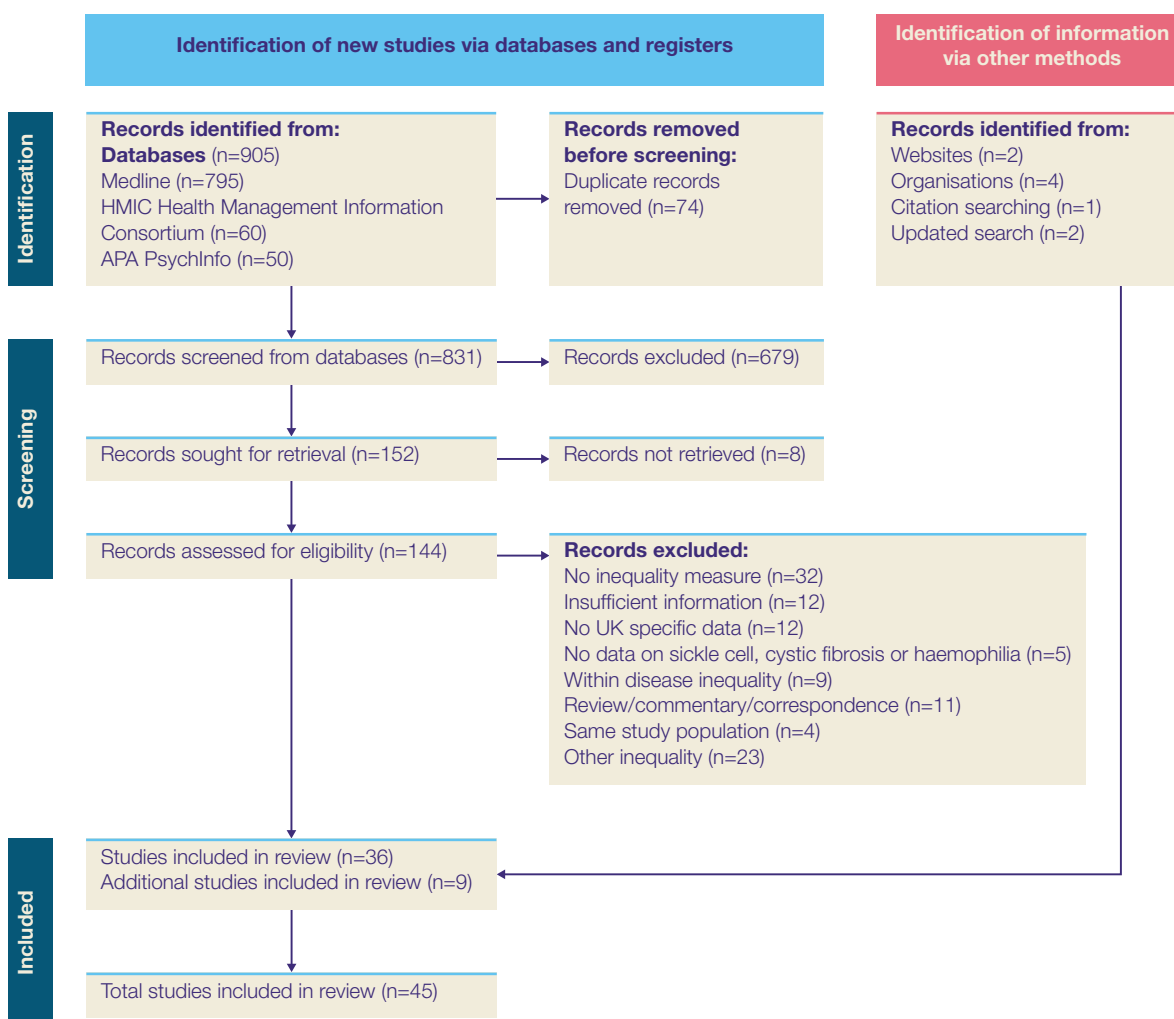 Identification of new studies via databases and registers
Identification of information
via other methods
Identification
Records identified from:
Databases (n=905)
Medline (n=795)
HMIC Health Management Information
Consortium (n=60)
APA PsychInfo (n=50)
Records removed
before screening:
Duplicate records
removed (n=74)
Records identified from:
Websites (n=2)
Organisations (n=4)
Citation searching (n=1)
Updated search (n=2)
Screening
Records screened from databases (n=831)
Records excluded (n=679)
Records sought for retrieval (n=152)
Records not retrieved (n=8)
Records assessed for eligibility (n=144)
Records excluded:
No inequality measure (n=32)
Insufficient information (n=12)
No UK specific data (n=12)
No data on sickle cell, cystic fibrosis or haemophilia (n=5)
Within disease inequality (n=9)
Review/commentary/correspondence (n=11)
Same study population (n=4)
Other inequality (n=23)
Included
Studies included in review (n=36)
Additional studies included in review (n=9)
Total studies included in review (n=45)